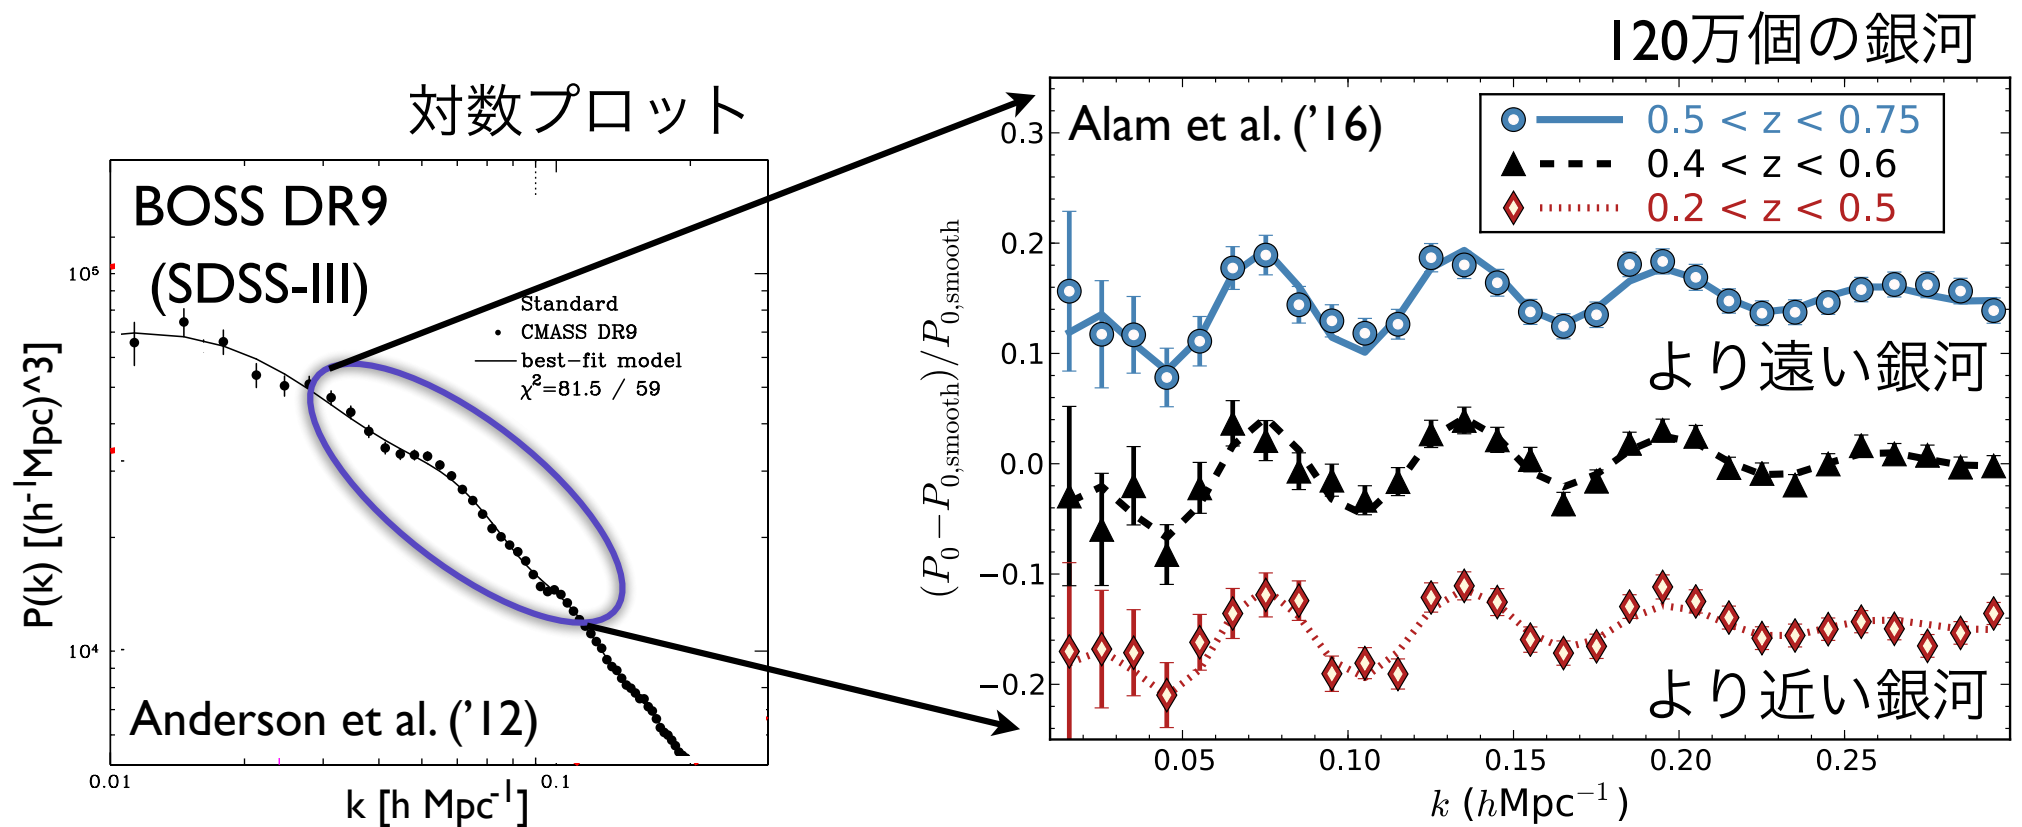 対数プロット
BOSS DR9
(SDSS-III)
Standard
CMASS DR9
best-fit model
χ²=81.5 / 59
10⁵
10⁴
P(k) [(h⁻¹Mpc)^3]
Anderson et al. ('12)
0.01
0.1
k [h Mpc⁻¹]
120万個の銀河
Alam et al. ('16)
0.5 < z < 0.75
0.4 < z < 0.6
0.2 < z < 0.5
0.3
0.2
0.1
0.0
−0.1
−0.2
(P₀−P₀,smooth)/P₀,smooth
より遠い銀河
より近い銀河
0.05
0.10
0.15
0.20
0.25
k (hMpc⁻¹)